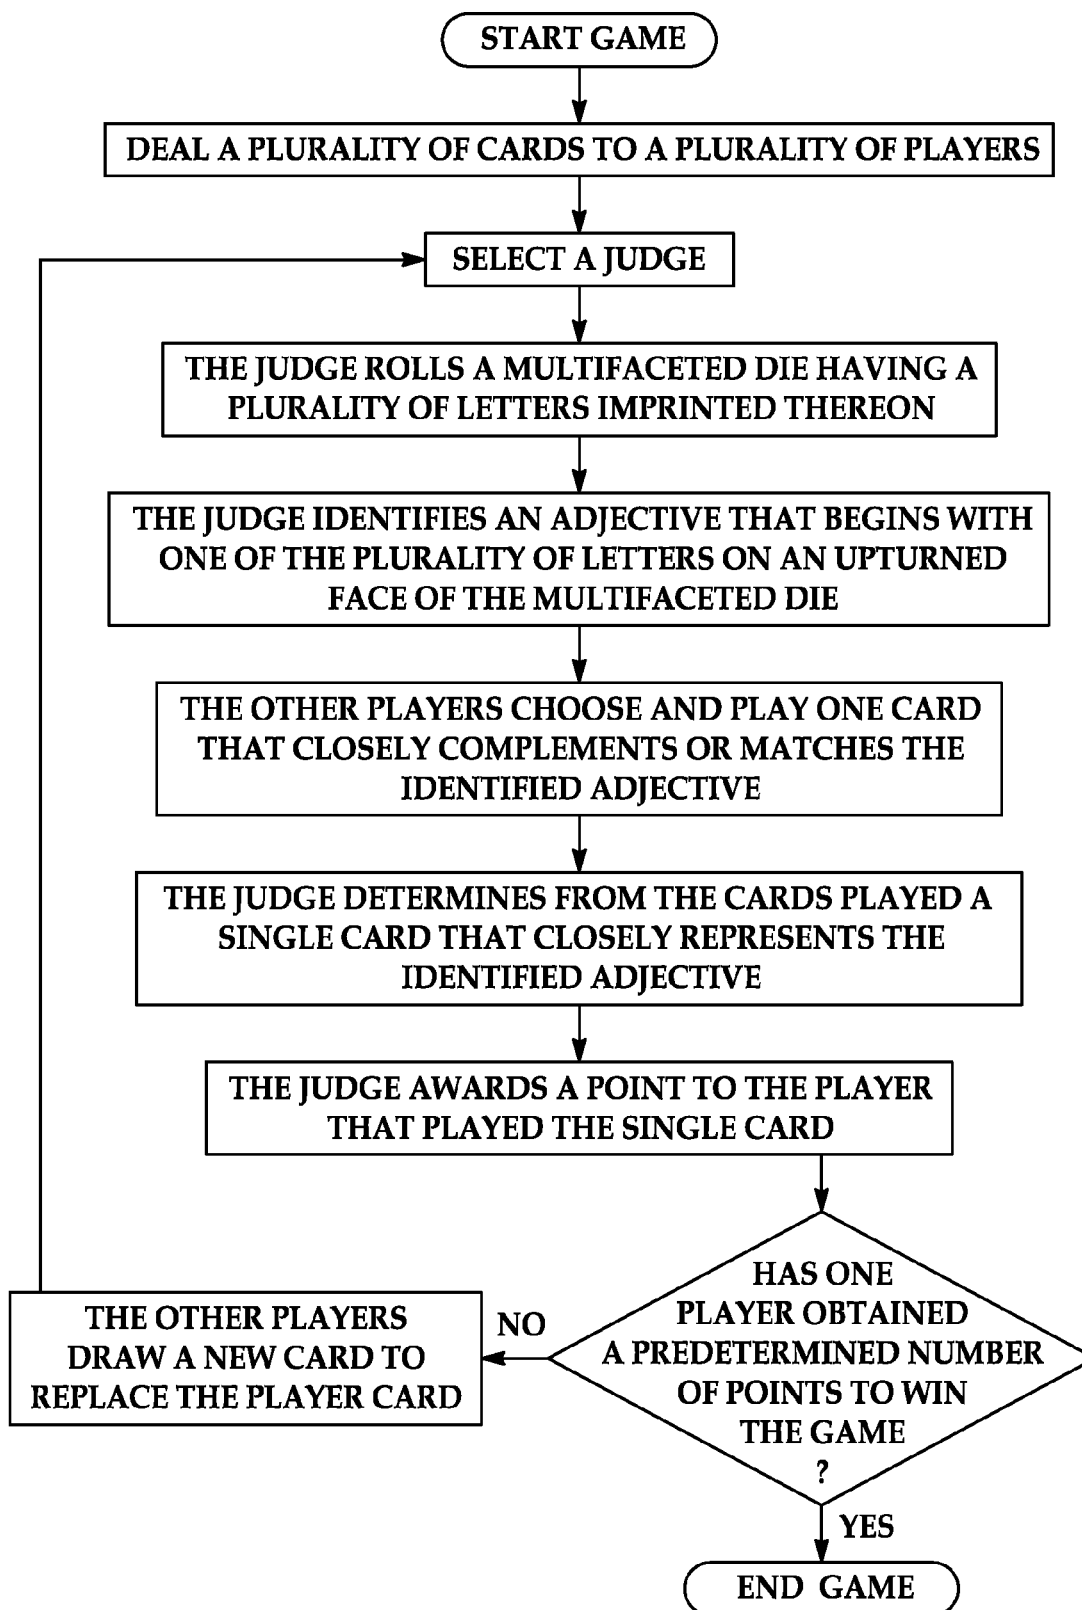 START GAME
DEAL A PLURALITY OF CARDS TO A PLURALITY OF PLAYERS
SELECT A JUDGE
THE JUDGE ROLLS A MULTIFACETED DIE HAVING A
PLURALITY OF LETTERS IMPRINTED THEREON
THE JUDGE IDENTIFIES AN ADJECTIVE THAT BEGINS WITH
ONE OF THE PLURALITY OF LETTERS ON AN UPTURNED
FACE OF THE MULTIFACETED DIE
THE OTHER PLAYERS CHOOSE AND PLAY ONE CARD
THAT CLOSELY COMPLEMENTS OR MATCHES THE
IDENTIFIED ADJECTIVE
THE JUDGE DETERMINES FROM THE CARDS PLAYED A
SINGLE CARD THAT CLOSELY REPRESENTS THE
IDENTIFIED ADJECTIVE
THE JUDGE AWARDS A POINT TO THE PLAYER
THAT PLAYED THE SINGLE CARD
HAS ONE
PLAYER OBTAINED
A PREDETERMINED NUMBER
OF POINTS TO WIN
THE GAME
?
NO
THE OTHER PLAYERS
DRAW A NEW CARD TO
REPLACE THE PLAYER CARD
YES
END GAME